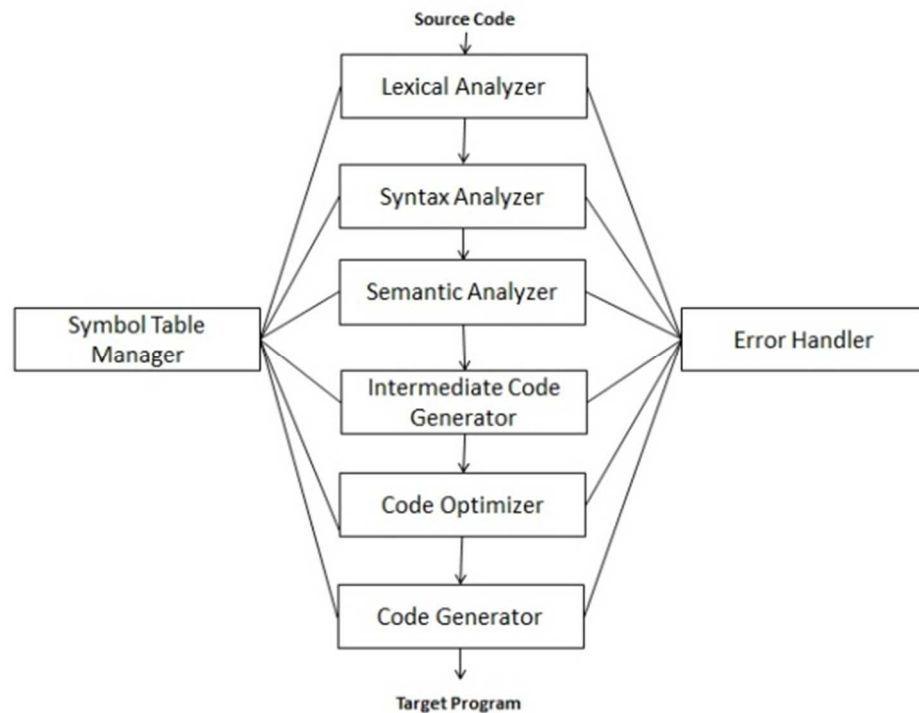 Source Code
Lexical Analyzer
Syntax Analyzer
Semantic Analyzer
Symbol Table
Manager
Error Handler
Intermediate Code
Generator
Code Optimizer
Code Generator
Target Program